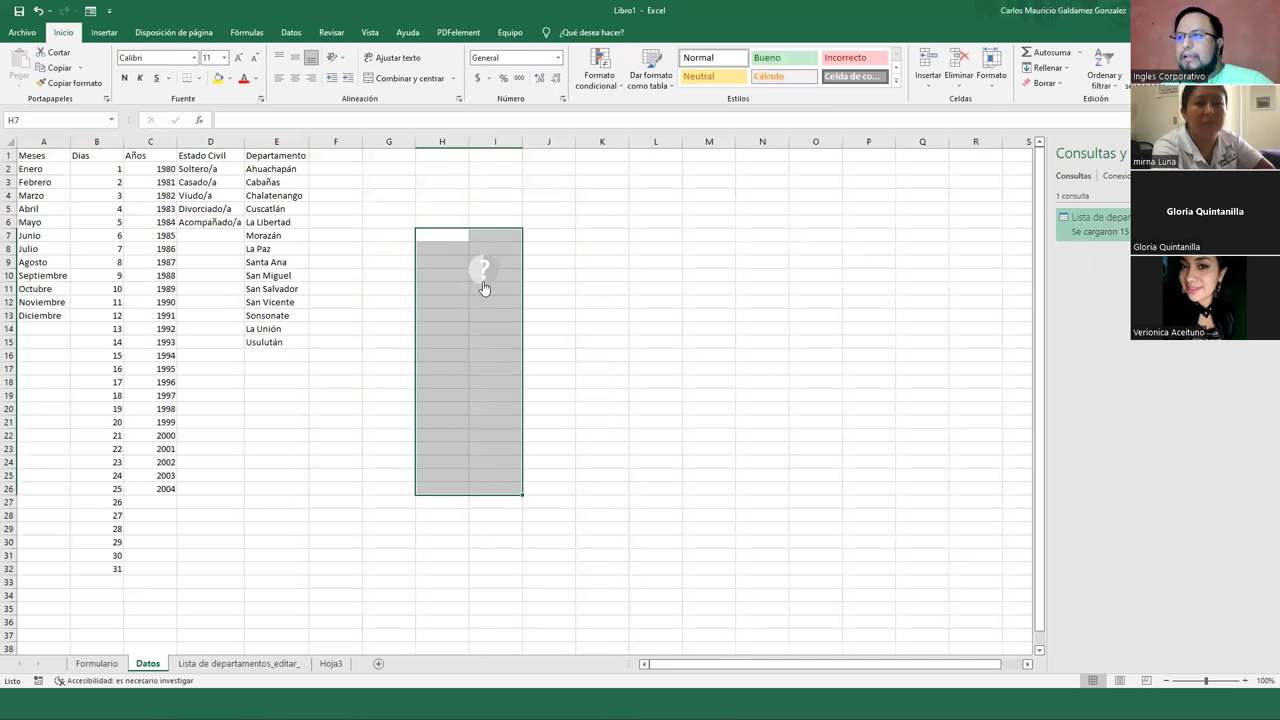 Libro1 - Excel
Carlos Mauricio Galdamez Gonzalez
Archivo Inicio Insertar Disposición de página Fórmulas Datos Revisar Vista Ayuda PDFelement Equipo ¿Qué desea hacer?
Pegar
Cortar
Copiar
Copiar formato
Portapapeles
Calibri 11
N K S
Fuente
Ajustar texto
Combinar y centrar
Alineación
General
$ % 000
Número
Formato condicional
Dar formato como tabla
Normal Bueno Incorrecto
Neutral Cálculo Celda de co...
Estilos
Insertar Eliminar Formato
Celdas
Autosuma
Rellenar
Borrar
Ordenar y filtrar
Edición
H7
fx
A B C D E F G H I J K L M N O P Q R S
1 Meses Dias Años Estado Civil Departamento
2 Enero 1 1980 Soltero/a Ahuachapán
3 Febrero 2 1981 Casado/a Cabañas
4 Marzo 3 1982 Viudo/a Chalatenango
5 Abril 4 1983 Divorciado/a Cuscatlán
6 Mayo 5 1984 Acompañado/a La Libertad
7 Junio 6 1985 Morazán
8 Julio 7 1986 La Paz
9 Agosto 8 1987 Santa Ana
10 Septiembre 9 1988 San Miguel
11 Octubre 10 1989 San Salvador
12 Noviembre 11 1990 San Vicente
13 Diciembre 12 1991 Sonsonate
14 13 1992 La Unión
15 14 1993 Usulután
16 15 1994
17 16 1995
18 17 1996
19 18 1997
20 19 1998
21 20 1999
22 21 2000
23 22 2001
24 23 2002
25 24 2003
26 25 2004
27 26
28 27
29 28
30 29
31 30
32 31
33
34
35
36
37
38
?
Consultas y
Consultas Conexio
1 consulta
Lista de depar
Se cargaron 15
Ingles Corporativo
mirna Luna
Gloria Quintanilla
Gloria Quintanilla
Veronica Aceituno
Formulario Datos Lista de departamentos_editar_ Hoja3
Listo Accesibilidad: es necesario investigar
100%